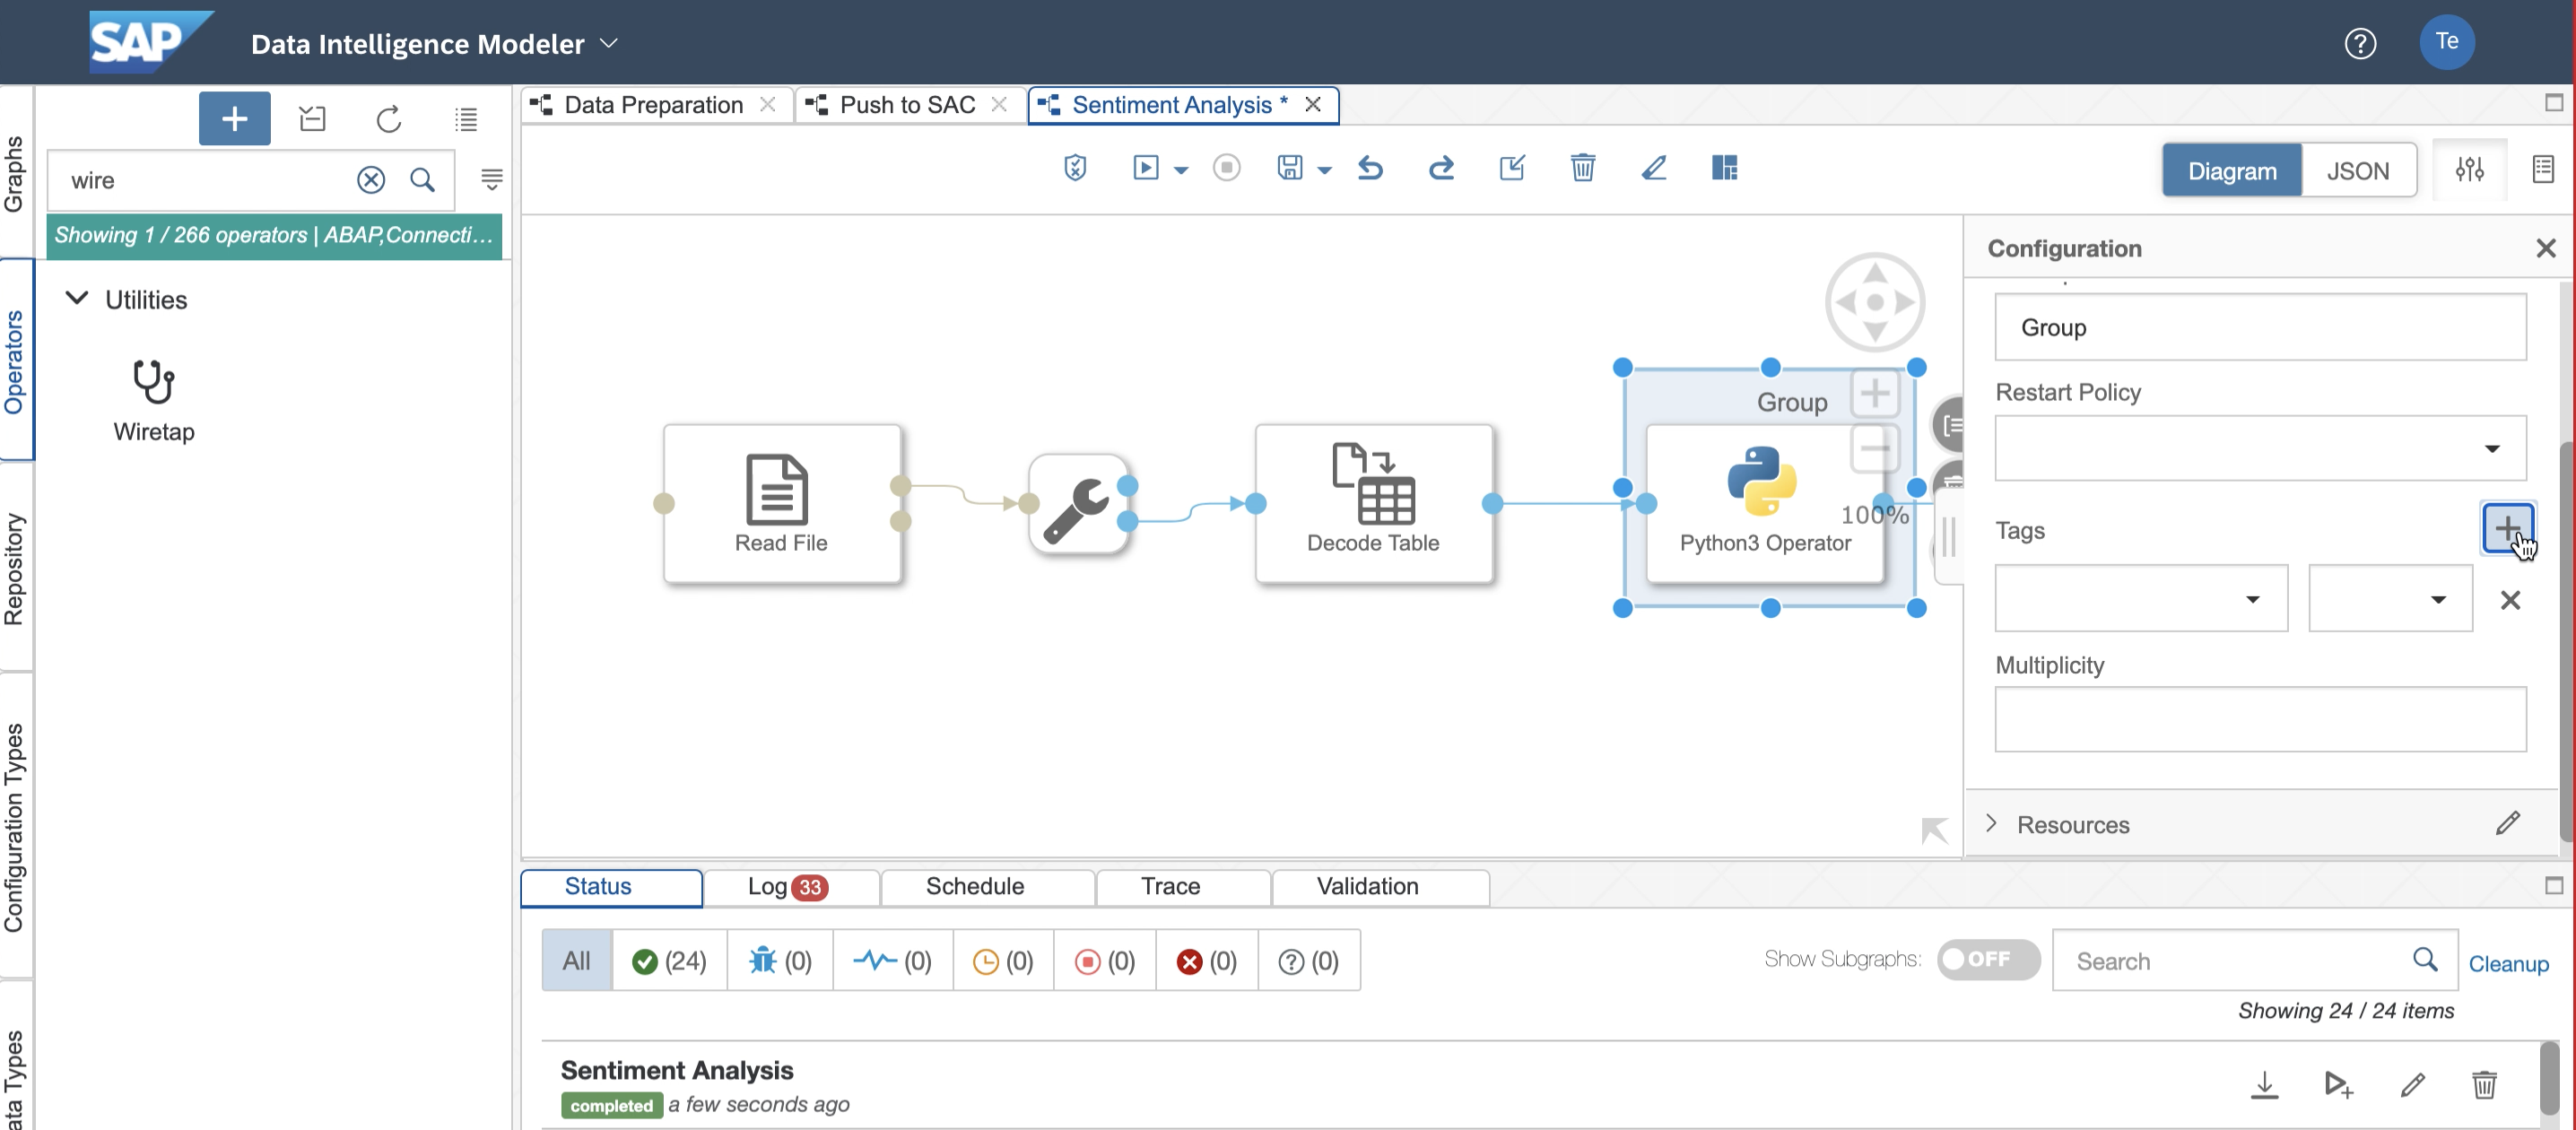 SAP
Data Intelligence Modeler
Te
Graphs
Operators
Repository
Configuration Types
wire
Showing 1 / 266 operators | ABAP,Connecti...
Utilities
Wiretap
Data Preparation
Push to SAC
Sentiment Analysis *
Diagram
JSON
Read File
Decode Table
Group
Python3 Operator
100%
Configuration
Group
Restart Policy
Tags
Multiplicity
Resources
Status
Log 33
Schedule
Trace
Validation
All
(24)
(0)
(0)
(0)
(0)
(0)
(0)
Show Subgraphs:
OFF
Search
Cleanup
Showing 24 / 24 items
Sentiment Analysis
completed a few seconds ago
ata Types